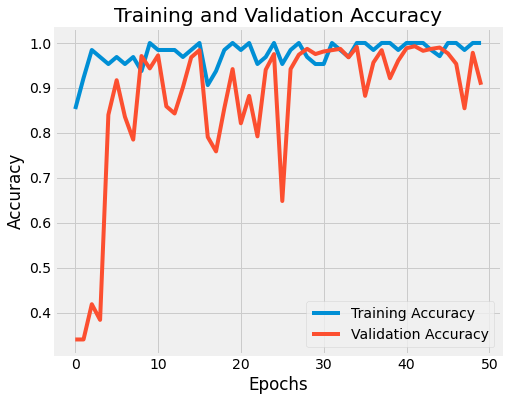 Training and Validation Accuracy
Accuracy
1.0
0.9
0.8
0.7
0.6
0.5
0.4
Training Accuracy
Validation Accuracy
0 10 20 30 40 50
Epochs